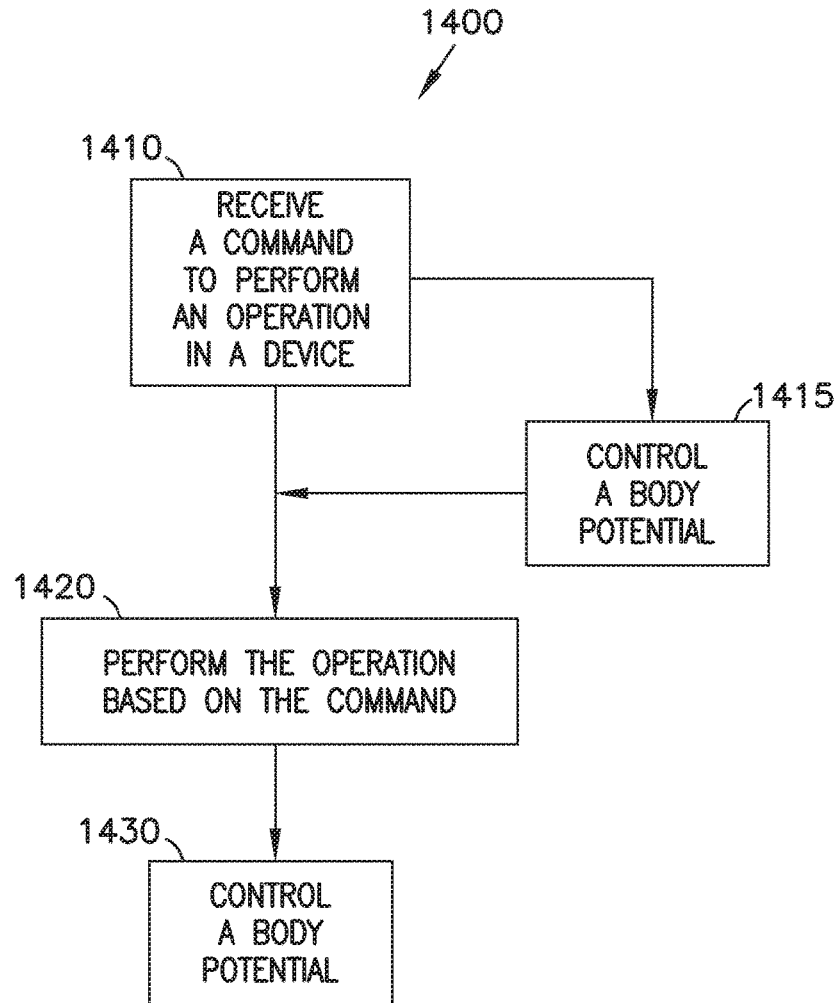 1400
1410
RECEIVE
A COMMAND
TO PERFORM
AN OPERATION
IN A DEVICE
1415
CONTROL
A BODY
POTENTIAL
1420
PERFORM THE OPERATION
BASED ON THE COMMAND
1430
CONTROL
A BODY
POTENTIAL